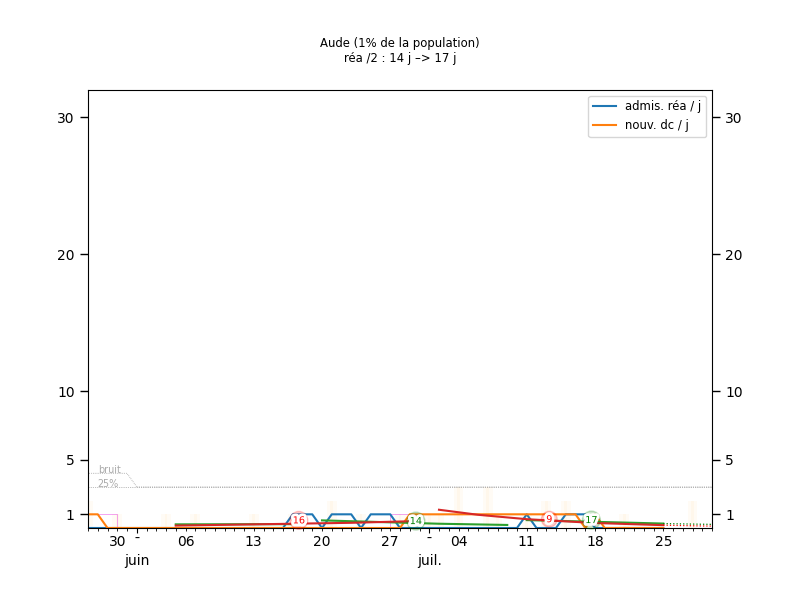 Aude (1% de la population)
réa /2 : 14 j –> 17 j
admis. réa / j
nouv. dc / j
30 30
20 20
10 10
5 5
1 1
bruit
25%
16 14 9 17
30 - 06 13 20 27 - 04 11 18 25
juin juil.